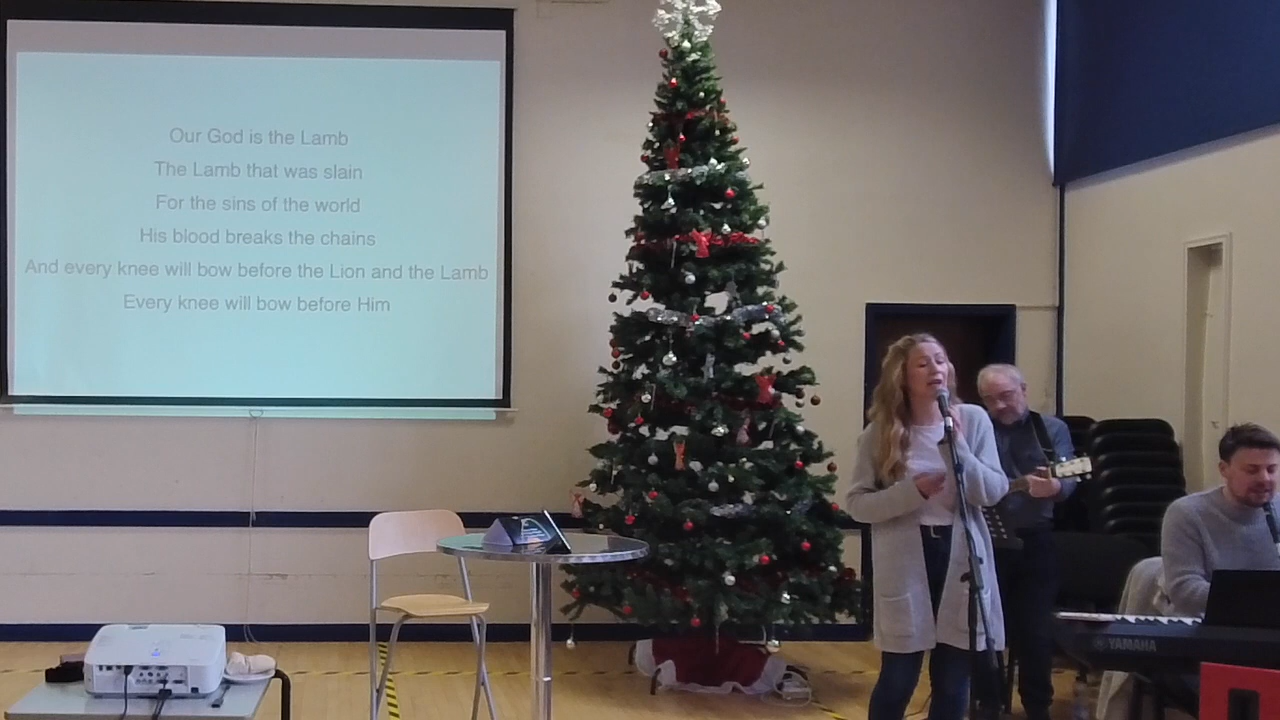 Our God is the Lamb
The Lamb that was slain
For the sins of the world
His blood breaks the chains
And every knee will bow before the Lion and the Lamb
Every knee will bow before Him
YAMAHA